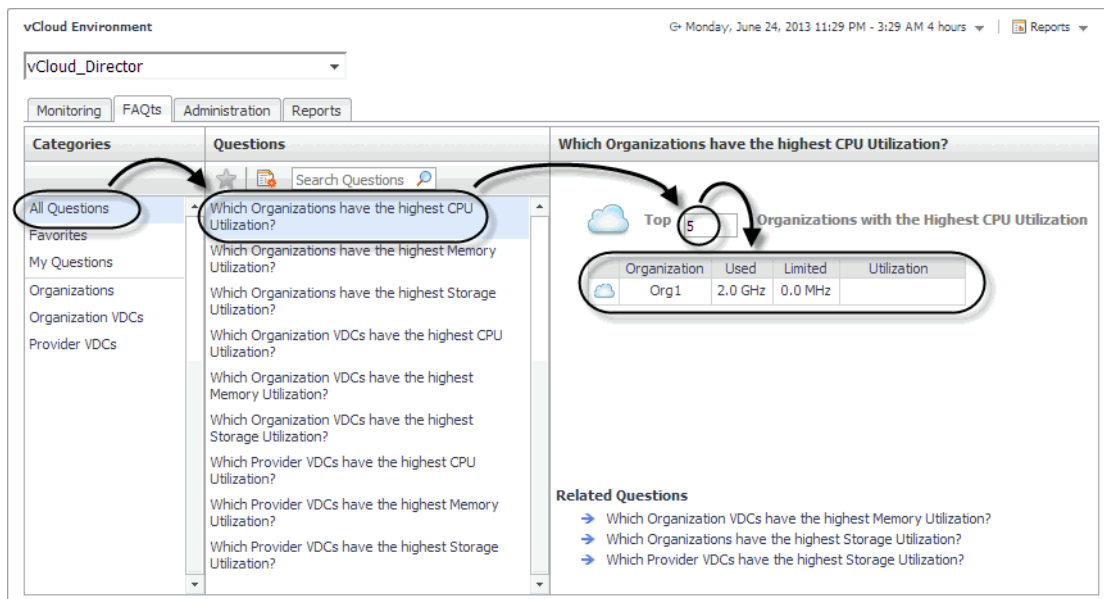 vCloud Environment
Monday, June 24, 2013 11:29 PM - 3:29 AM 4 hours
Reports
vCloud_Director
Monitoring
FAQts
Administration
Reports
Categories
All Questions
Favorites
My Questions
Organizations
Organization VDCs
Provider VDCs
Questions
Search Questions
Which Organizations have the highest CPU
Utilization?
Which Organizations have the highest Memory
Utilization?
Which Organizations have the highest Storage
Utilization?
Which Organization VDCs have the highest CPU
Utilization?
Which Organization VDCs have the highest
Memory Utilization?
Which Organization VDCs have the highest
Storage Utilization?
Which Provider VDCs have the highest CPU
Utilization?
Which Provider VDCs have the highest Memory
Utilization?
Which Provider VDCs have the highest Storage
Utilization?
Which Organizations have the highest CPU Utilization?
Top 5 Organizations with the Highest CPU Utilization
Organization Used Limited Utilization
Org1 2.0 GHz 0.0 MHz
Related Questions
Which Organization VDCs have the highest Memory Utilization?
Which Organizations have the highest Storage Utilization?
Which Provider VDCs have the highest Storage Utilization?